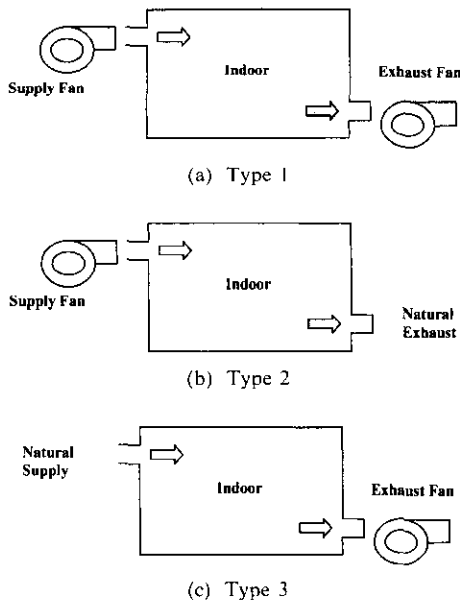 Indoor
Exhaust Fan
Supply Fan
(a) Type 1
Indoor
Supply Fan
Natural
Exhaust
(b) Type 2
Natural
Supply
Indoor
Exhaust Fan
(c) Type 3